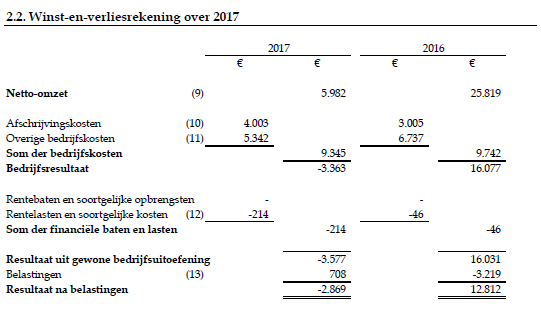 2.2. Winst-en-verliesrekening over 2017
2017 2016
€ € € €
Netto-omzet (9) 5.982 25.819
Afschrijvingskosten (10) 4.003 3.005
Overige bedrijfskosten (11) 5.342 6.737
Som der bedrijfskosten 9.345 9.742
Bedrijfsresultaat -3.363 16.077
Rentebaten en soortgelijke opbrengsten - -
Rentelasten en soortgelijke kosten (12) -214 -46
Som der financiële baten en lasten -214 -46
Resultaat uit gewone bedrijfsuitoefening -3.577 16.031
Belastingen (13) 708 -3.219
Resultaat na belastingen -2.869 12.812